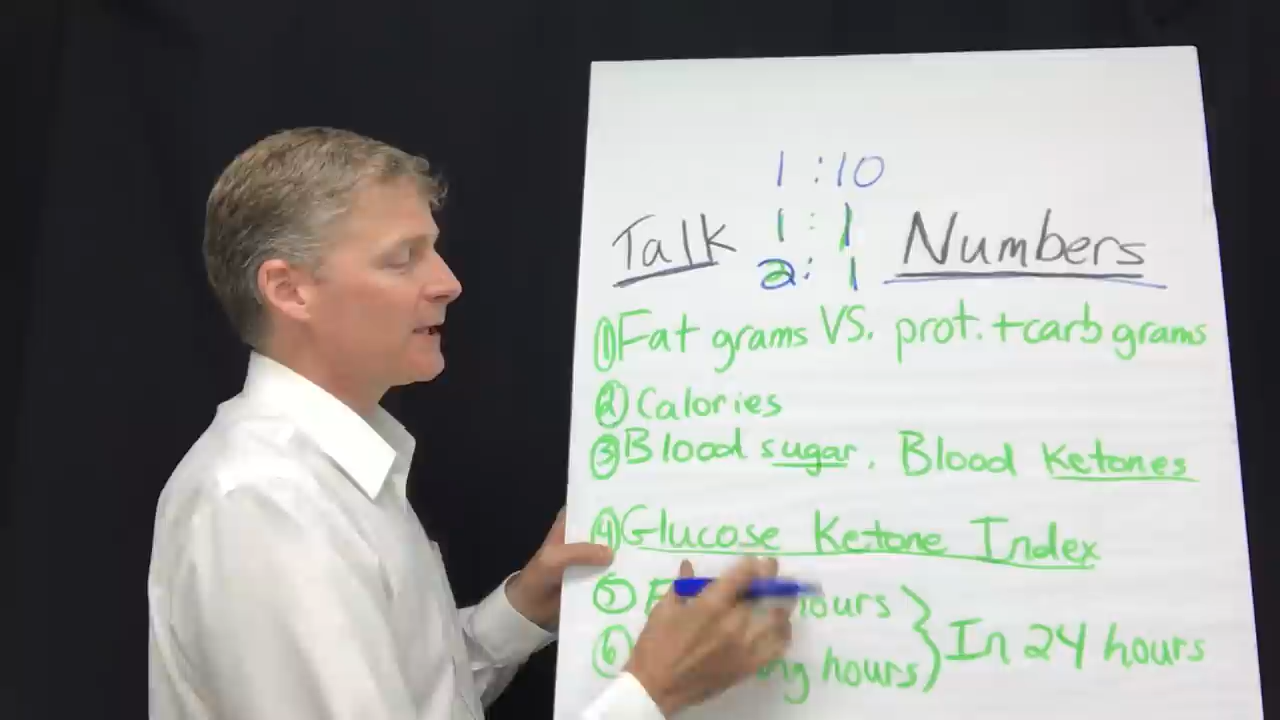 1 : 10
Talk 1 : 1 Numbers
2 : 1
① Fat grams VS. prot. + carb grams
② Calories
③ Blood sugar. Blood Ketones
④ Glucose Ketone Index
⑤ hours
⑥ hours
In 24 hours